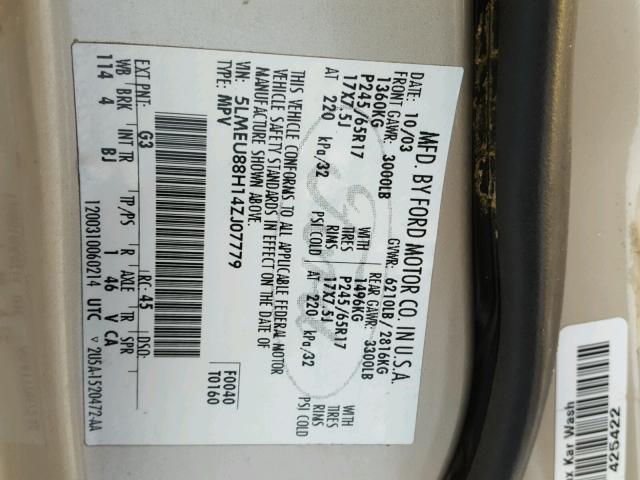 MFD. BY FORD MOTOR CO. IN U.S.A.
DATE: 10/03 GVWR: 6210LB/2816KG
FRONT GAWR: 3000LB REAR GAWR: 3300LB
1360KG WITH 1496KG WITH
P245/65R17 TIRES P245/65R17 TIRES
17X7.5J RIMS 17X7.5J RIMS
AT 220 kPa/32 PSI COLD AT 220 kPa/32 PSI COLD
THIS VEHICLE CONFORMS TO ALL APPLICABLE FEDERAL MOTOR
VEHICLE SAFETY STANDARDS IN EFFECT ON THE DATE OF
MANUFACTURE SHOWN ABOVE.
VIN: 5LMEU88H14ZJ07779
TYPE: MPV
F0040
T0160
EXT PNT: G3 RC: 45 DSO:
WB BRK INT TR TP/PS R AXLE TR SPR
114 4 BJ 1 46 V CA
1200310060214 UTC ▽ 2U5A-1520472-AA
ox Kar Wash
425422